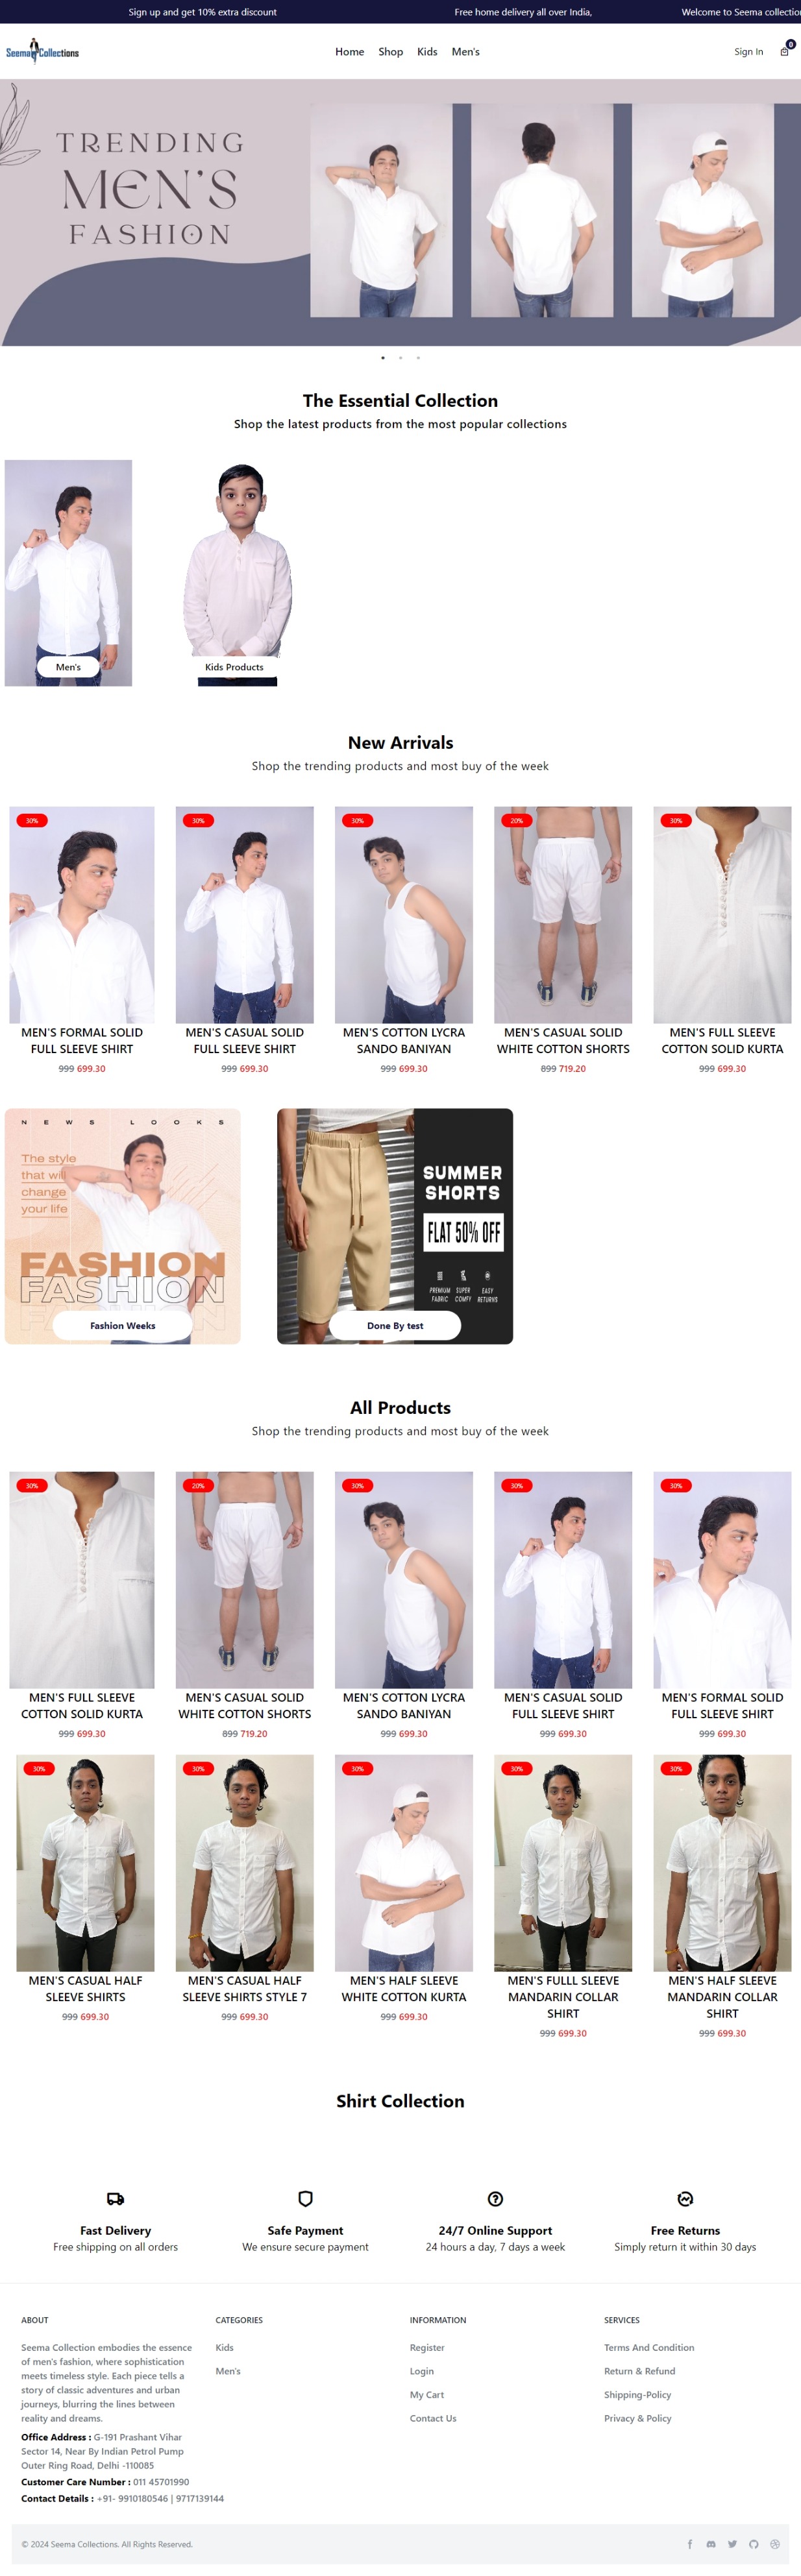 Sign up and get 10% extra discount Free home delivery all over India, Welcome to Seema collectio
Seema Collections
Home Shop Kids Men's
Sign In 0
TRENDING
MEN'S
FASHION
The Essential Collection
Shop the latest products from the most popular collections
Men's
Kids Products
New Arrivals
Shop the trending products and most buy of the week
30% 30% 30% 20% 30%
MEN'S FORMAL SOLID
FULL SLEEVE SHIRT
999 699.30
MEN'S CASUAL SOLID
FULL SLEEVE SHIRT
999 699.30
MEN'S COTTON LYCRA
SANDO BANIYAN
999 699.30
MEN'S CASUAL SOLID
WHITE COTTON SHORTS
899 719.20
MEN'S FULL SLEEVE
COTTON SOLID KURTA
999 699.30
NEWS LOOKS
The style
that will
change
your life
FASHION
FASHION
FASHION
Fashion Weeks
SUMMER
SHORTS
FLAT 50% OFF
PREMIUM
FABRIC
SUPER
COMFY
EASY
RETURNS
Done By test
All Products
Shop the trending products and most buy of the week
30% 20% 30% 30% 30%
MEN'S FULL SLEEVE
COTTON SOLID KURTA
999 699.30
MEN'S CASUAL SOLID
WHITE COTTON SHORTS
899 719.20
MEN'S COTTON LYCRA
SANDO BANIYAN
999 699.30
MEN'S CASUAL SOLID
FULL SLEEVE SHIRT
999 699.30
MEN'S FORMAL SOLID
FULL SLEEVE SHIRT
999 699.30
30% 30% 30% 30% 30%
MEN'S CASUAL HALF
SLEEVE SHIRTS
999 699.30
MEN'S CASUAL HALF
SLEEVE SHIRTS STYLE 7
999 699.30
MEN'S HALF SLEEVE
WHITE COTTON KURTA
999 699.30
MEN'S FULLL SLEEVE
MANDARIN COLLAR
SHIRT
999 699.30
MEN'S HALF SLEEVE
MANDARIN COLLAR
SHIRT
999 699.30
Shirt Collection
Fast Delivery
Free shipping on all orders
Safe Payment
We ensure secure payment
24/7 Online Support
24 hours a day, 7 days a week
Free Returns
Simply return it within 30 days
ABOUT
Seema Collection embodies the essence
of men's fashion, where sophistication
meets timeless style. Each piece tells a
story of classic adventures and urban
journeys, blurring the lines between
reality and dreams.
Office Address : G-191 Prashant Vihar
Sector 14, Near By Indian Petrol Pump
Outer Ring Road, Delhi -110085
Customer Care Number : 011 45701990
Contact Details : +91- 9910180546 | 9717139144
CATEGORIES
Kids
Men's
INFORMATION
Register
Login
My Cart
Contact Us
SERVICES
Terms And Condition
Return & Refund
Shipping-Policy
Privacy & Policy
© 2024 Seema Collections. All Rights Reserved.